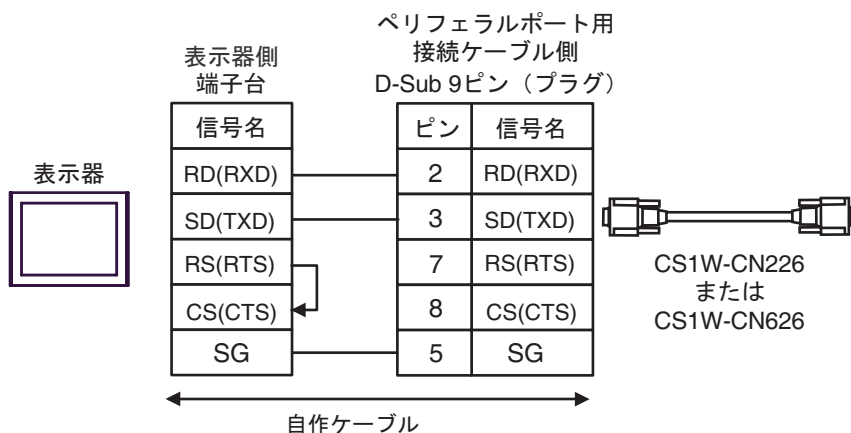 ペリフェラルポート用
接続ケーブル側
D-Sub 9ピン（プラグ）
表示器側
端子台
表示器
信号名
ピン 信号名
RD(RXD) 2 RD(RXD)
SD(TXD) 3 SD(TXD)
RS(RTS) 7 RS(RTS)
CS(CTS) 8 CS(CTS)
SG 5 SG
CS1W-CN226
または
CS1W-CN626
自作ケーブル